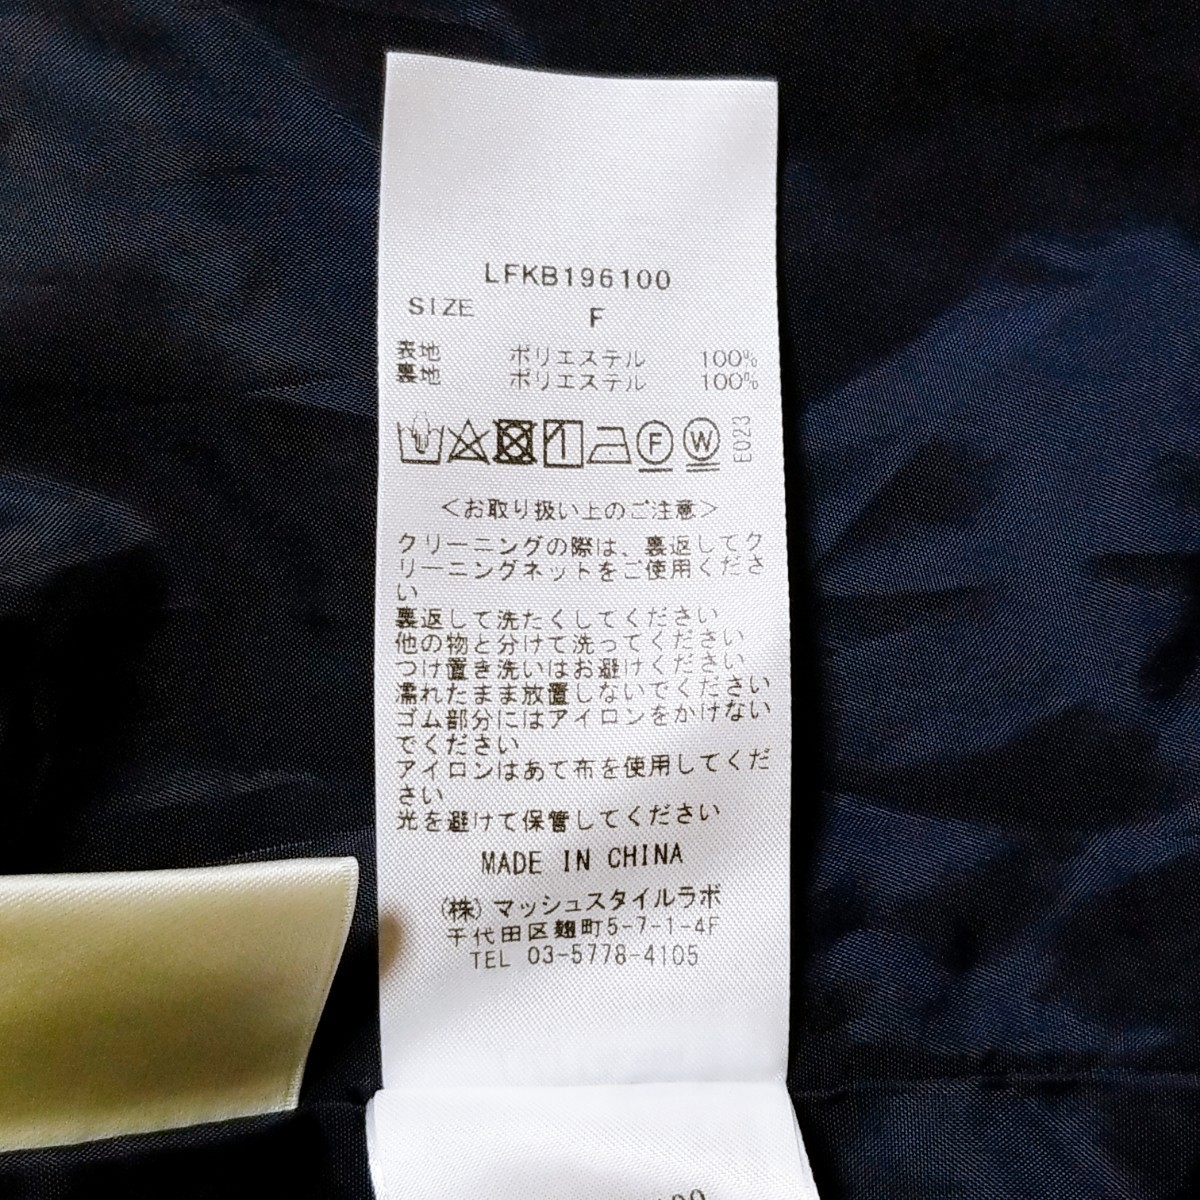 LFKB196100
SIZE F
表地 ポリエステル 100%
裏地 ポリエステル 100%
F W E023
<お取り扱い上のご注意>
クリーニングの際は、裏返してク
リーニングネットをご使用くださ
い
裏返して洗たくしてください
他の物と分けて洗ってください
つけ置き洗いはお避けください
濡れたまま放置しないでください
ゴム部分にはアイロンをかけない
でください
アイロンはあて布を使用してくだ
さい
光を避けて保管してください
MADE IN CHINA
(株)マッシュスタイルラボ
千代田区麹町5-7-1-4F
TEL 03-5778-4105